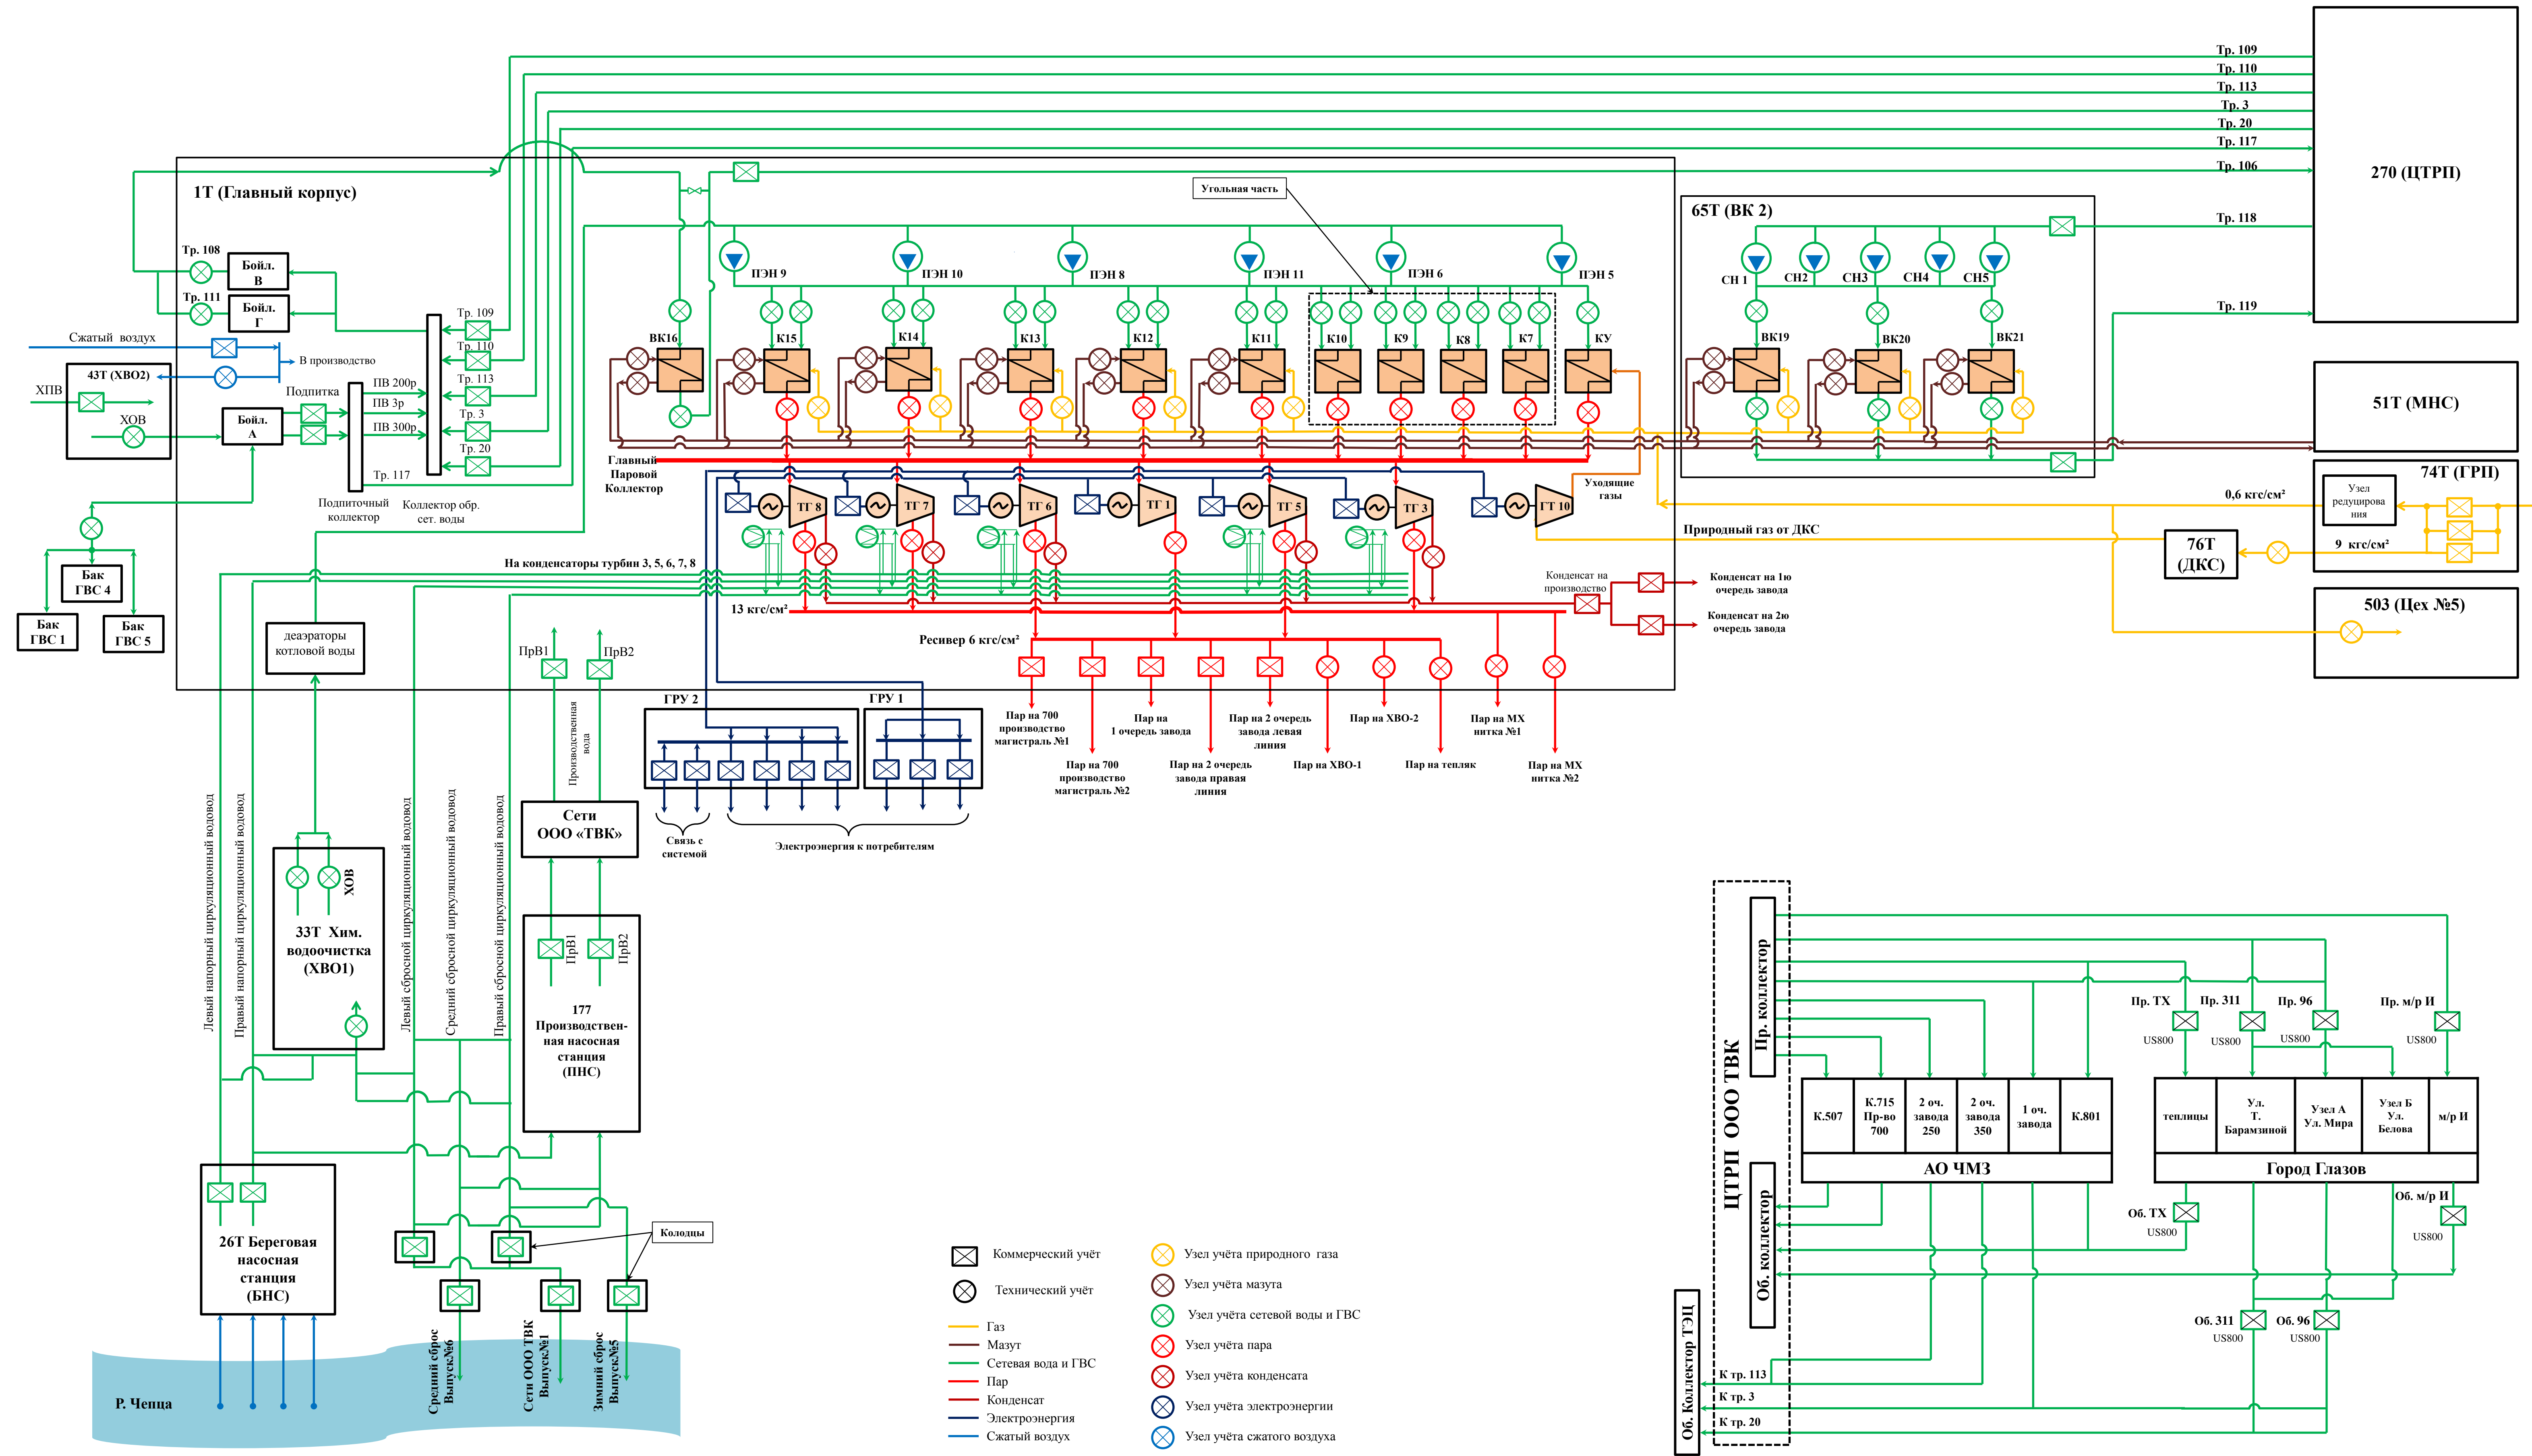 Тр. 109
Тр. 110
Тр. 113
Тр. 3
Тр. 20
Тр. 117
Тр. 106
Тр. 118
Тр. 119
270 (ЦТРП)
1Т (Главный корпус)
Угольная часть
65Т (ВК 2)
Тр. 108
Бойл.
В
Тр. 111
Бойл.
Г
Сжатый воздух
В производство
43Т (ХВО2)
ХПВ
ХОВ
Подпитка
Бойл.
А
ПВ 200р
ПВ 3р
ПВ 300р
Тр. 117
Тр. 109
Тр. 110
Тр. 113
Тр. 3
Тр. 20
Подпиточный
коллектор
Коллектор обр.
сет. воды
ПЭН 9
ПЭН 10
ПЭН 8
ПЭН 11
ПЭН 6
ПЭН 5
СН 1
СН2
СН3
СН4
СН5
ВК16
К15
К14
К13
К12
К11
К10
К9
К8
К7
КУ
ВК19
ВК20
ВК21
51Т (МНС)
Главный
Паровой
Коллектор
ТГ 8
ТГ 7
ТГ 6
ТГ 1
ТГ 5
ТГ 3
ГТ 10
Уходящие
газы
74Т (ГРП)
Узел
редуцирова
ния
0,6 кгс/см²
9 кгс/см²
Природный газ от ДКС
76Т
(ДКС)
503 (Цех №5)
На конденсаторы турбин 3, 5, 6, 7, 8
13 кгс/см²
Ресивер 6 кгс/см²
Конденсат на
производство
Конденсат на 1ю
очередь завода
Конденсат на 2ю
очередь завода
Бак
ГВС 4
Бак
ГВС 1
Бак
ГВС 5
деаэраторы
котловой воды
ПрВ1
ПрВ2
Производственная
вода
ГРУ 2
ГРУ 1
Связь с
системой
Электроэнергия к потребителям
Пар на 700
производство
магистраль №1
Пар на 700
производство
магистраль №2
Пар на
1 очередь завода
Пар на 2 очередь
завода правая
линия
Пар на 2 очередь
завода левая
линия
Пар на ХВО-1
Пар на ХВО-2
Пар на тепляк
Пар на МХ
нитка №1
Пар на МХ
нитка №2
Левый напорный циркуляционный водовод
Правый напорный циркуляционный водовод
Левый сбросной циркуляционный водовод
Средний сбросной циркуляционный водовод
Правый сбросной циркуляционный водовод
Сети
ООО «ТВК»
ХОВ
33Т Хим.
водоочистка
(ХВО1)
ПрВ1
ПрВ2
177
Производствен-
ная насосная
станция
(ПНС)
26Т Береговая
насосная
станция
(БНС)
Колодцы
Р. Чепца
Средний сброс
Выпуск№6
Сети ООО ТВК
Выпуск№1
Зимний сброс
Выпуск№5
Коммерческий учёт
Технический учёт
Газ
Мазут
Сетевая вода и ГВС
Пар
Конденсат
Электроэнергия
Сжатый воздух
Узел учёта природного газа
Узел учёта мазута
Узел учёта сетевой воды и ГВС
Узел учёта пара
Узел учёта конденсата
Узел учёта электроэнергии
Узел учёта сжатого воздуха
ЦТРП ООО ТВК
Пр. коллектор
Об. коллектор
Об. Коллектор ТЭЦ
Пр. ТХ
US800
Пр. 311
US800
Пр. 96
US800
Пр. м/р И
US800
К.507
К.715
Пр-во
700
2 оч.
завода
250
2 оч.
завода
350
1 оч.
завода
К.801
АО ЧМЗ
теплицы
Ул.
Т.
Барамзиной
Узел А
Ул. Мира
Узел Б
Ул.
Белова
м/р И
Город Глазов
Об. ТХ
US800
Об. м/р И
US800
Об. 311
US800
Об. 96
US800
К тр. 113
К тр. 3
К тр. 20